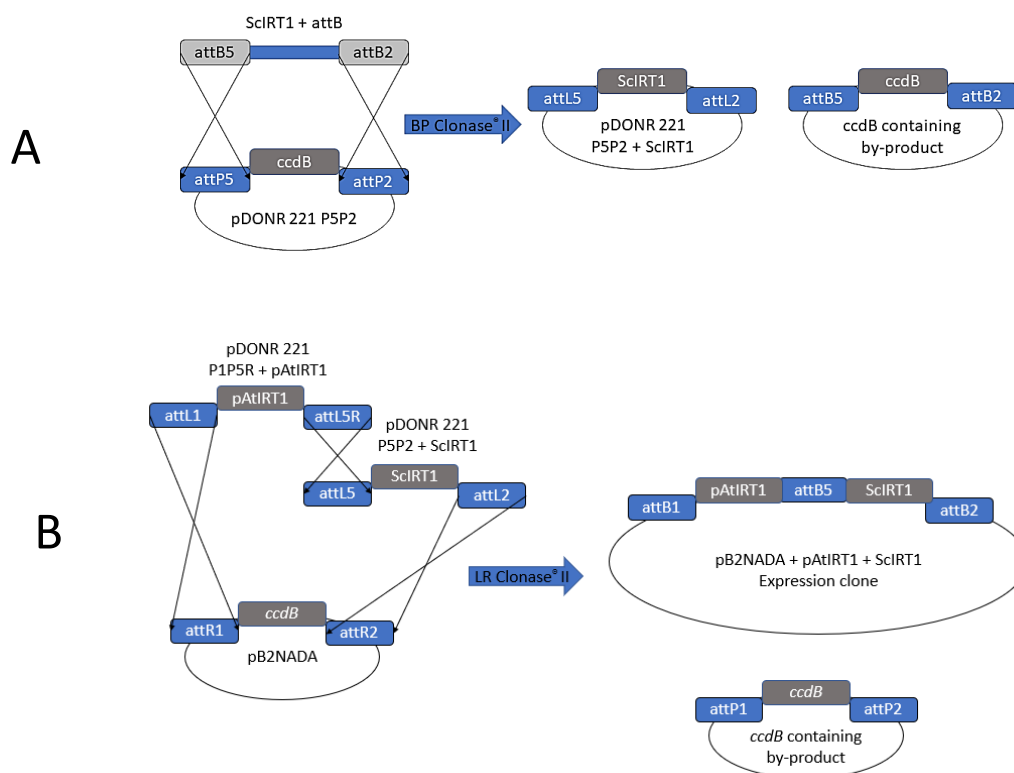 A
ScIRT1 + attB
attB5
attB2
attP5
ccdB
attP2
pDONR 221 P5P2
BP Clonase® II
attL5
ScIRT1
attL2
pDONR 221
P5P2 + ScIRT1
attB5
ccdB
attB2
ccdB containing
by-product
B
pDONR 221
P1P5R + pAtIRT1
attL1
pAtIRT1
attL5R
pDONR 221
P5P2 + ScIRT1
attL5
ScIRT1
attL2
attR1
ccdB
attR2
pB2NADA
LR Clonase® II
attB1
pAtIRT1
attB5
ScIRT1
attB2
pB2NADA + pAtIRT1 + ScIRT1
Expression clone
attP1
ccdB
attP2
ccdB containing
by-product